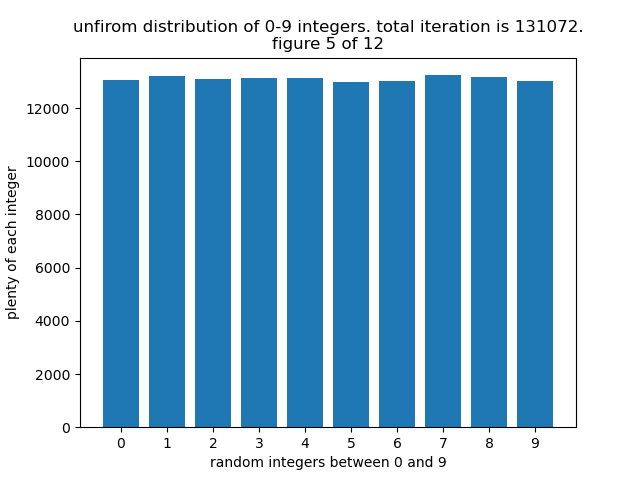 unfirom distribution of 0-9 integers. total iteration is 131072.
figure 5 of 12
12000
10000
8000
6000
4000
2000
0
plenty of each integer
0 1 2 3 4 5 6 7 8 9
random integers between 0 and 9